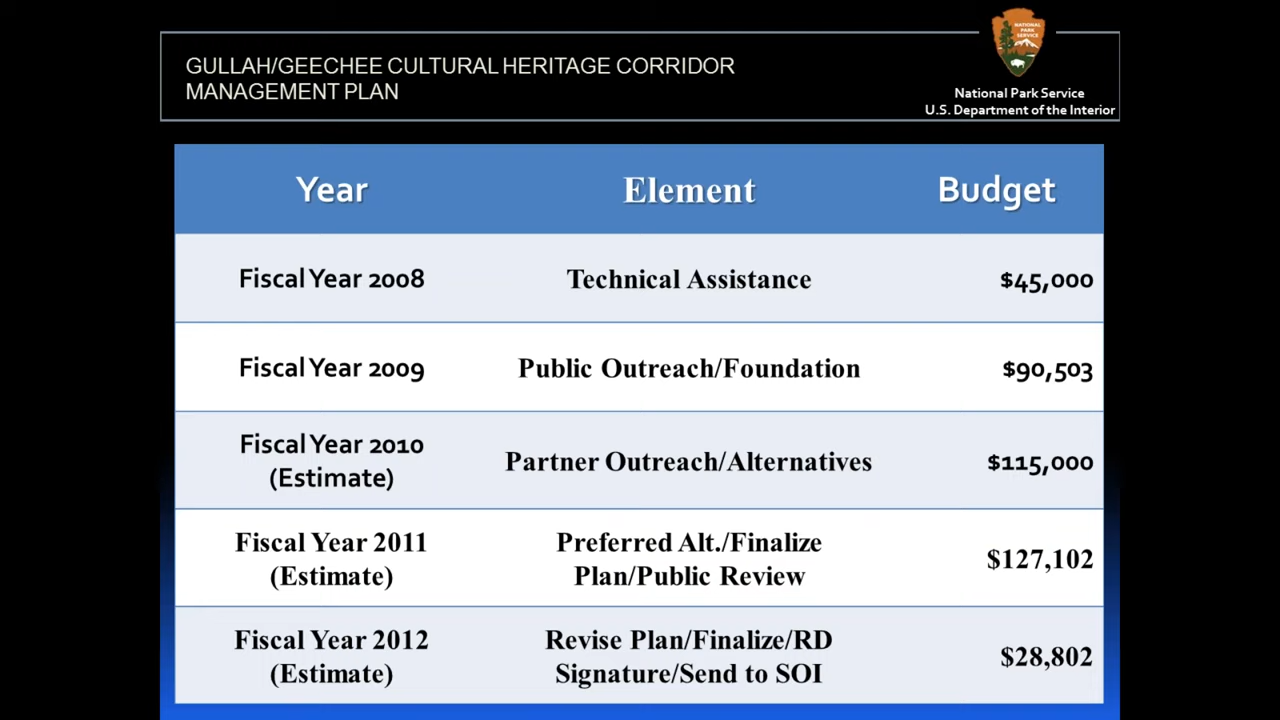 GULLAH/GEECHEE CULTURAL HERITAGE CORRIDOR
MANAGEMENT PLAN
NATIONAL
PARK
SERVICE
National Park Service
U.S. Department of the Interior
Year Element Budget
Fiscal Year 2008 Technical Assistance $45,000
Fiscal Year 2009 Public Outreach/Foundation $90,503
Fiscal Year 2010
(Estimate)
Partner Outreach/Alternatives
$115,000
Fiscal Year 2011
(Estimate)
Preferred Alt./Finalize
Plan/Public Review
$127,102
Fiscal Year 2012
(Estimate)
Revise Plan/Finalize/RD
Signature/Send to SOI
$28,802